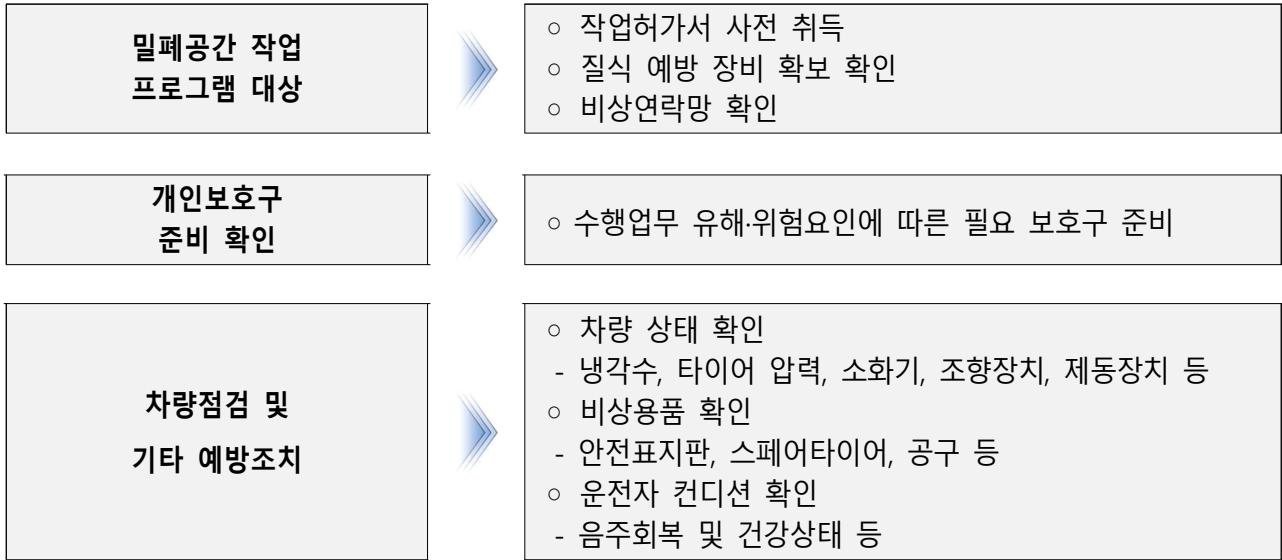 밀폐공간 작업
프로그램 대상
○ 작업허가서 사전 취득
○ 질식 예방 장비 확보 확인
○ 비상연락망 확인
개인보호구
준비 확인
○ 수행업무 유해·위험요인에 따른 필요 보호구 준비
차량점검 및
기타 예방조치
○ 차량 상태 확인
- 냉각수, 타이어 압력, 소화기, 조향장치, 제동장치 등
○ 비상용품 확인
- 안전표지판, 스페어타이어, 공구 등
○ 운전자 컨디션 확인
- 음주회복 및 건강상태 등